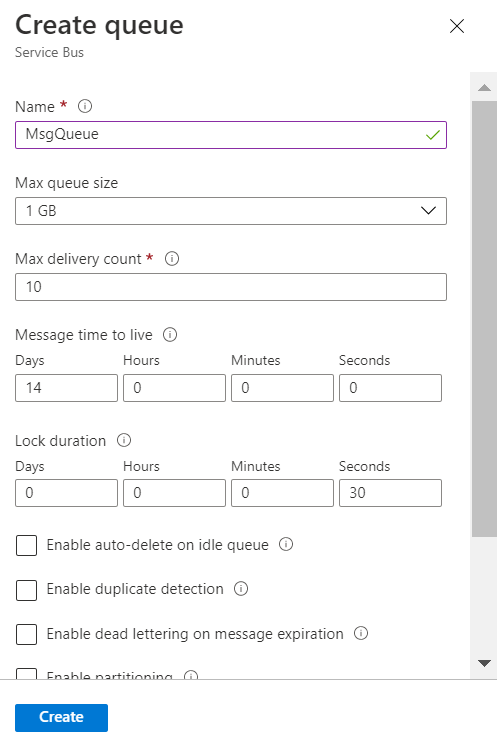 Create queue
Service Bus
Name *
MsgQueue
Max queue size
1 GB
Max delivery count *
10
Message time to live
Days Hours Minutes Seconds
14 0 0 0
Lock duration
Days Hours Minutes Seconds
0 0 0 30
Enable auto-delete on idle queue
Enable duplicate detection
Enable dead lettering on message expiration
Enable partitioning
Create